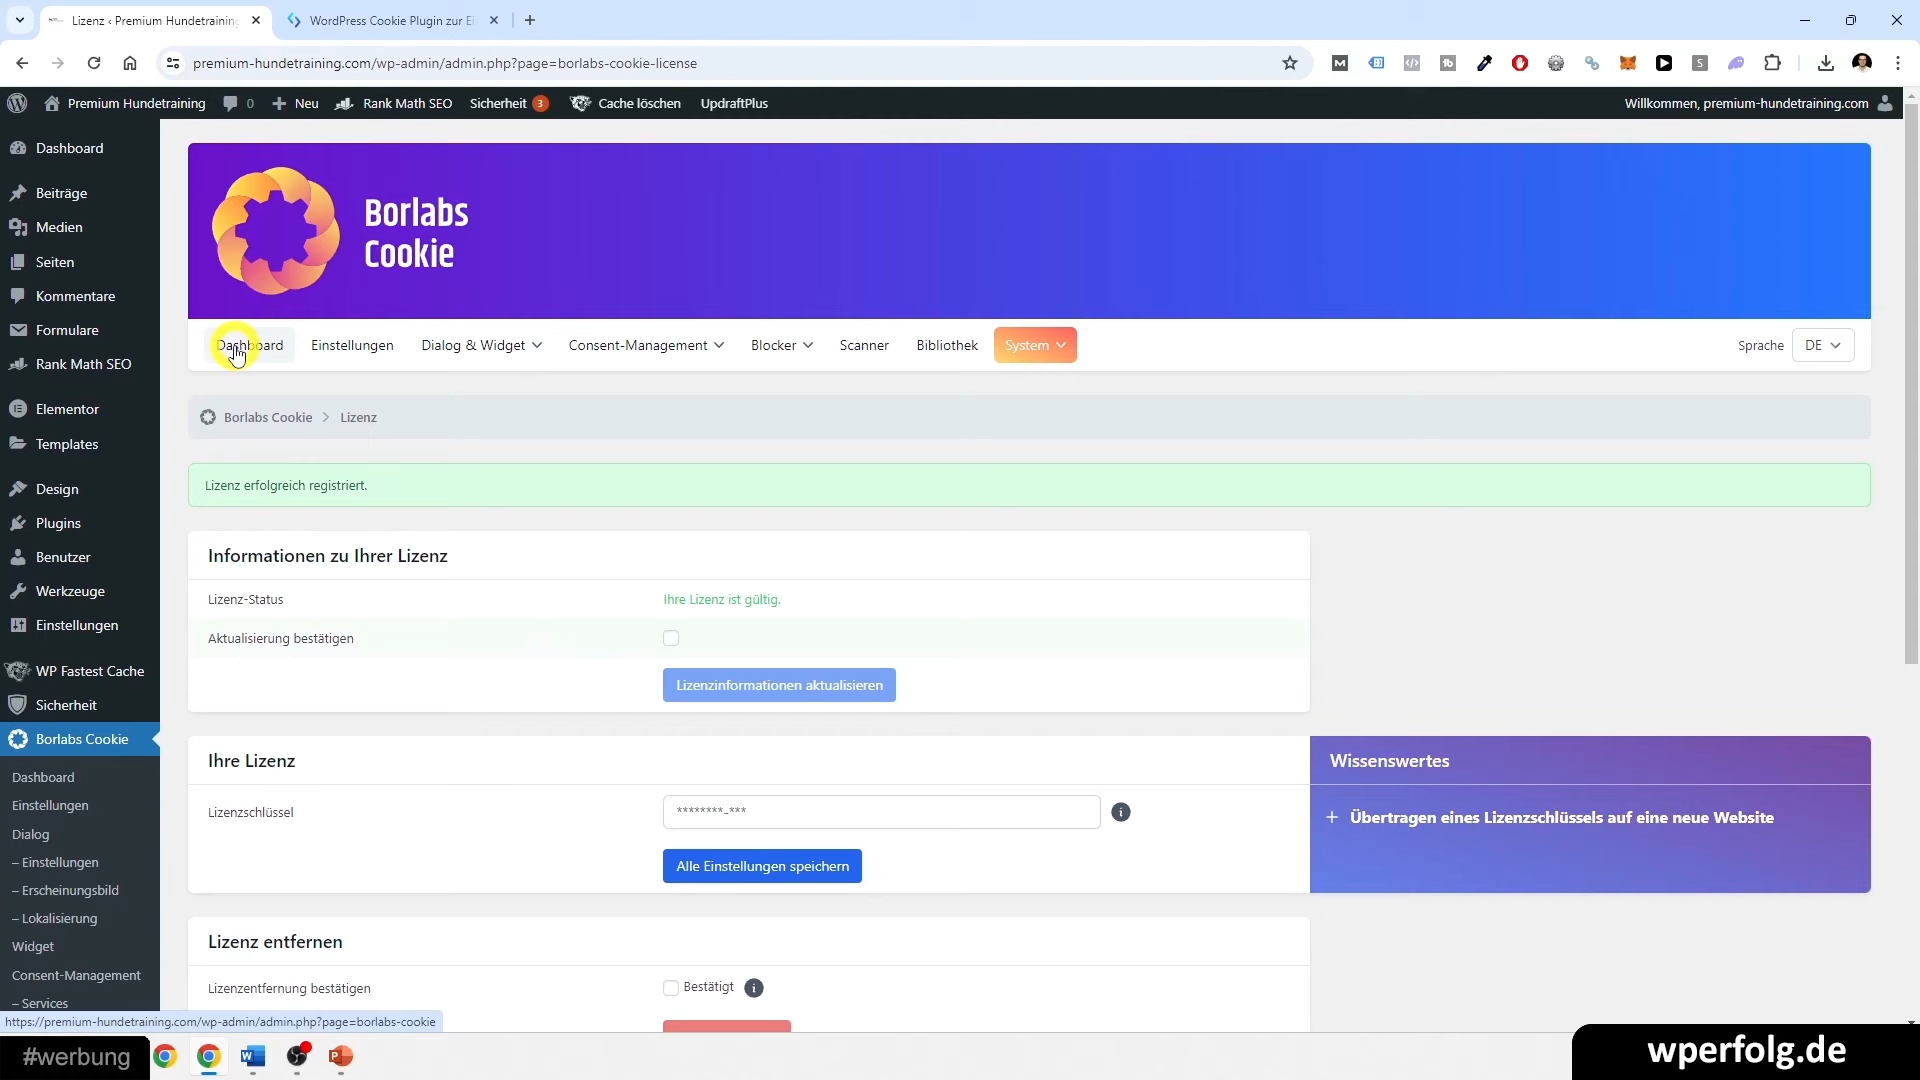 Lizenz ‹ Premium Hundetraining
WordPress Cookie Plugin zur Ei
premium-hundetraining.com/wp-admin/admin.php?page=borlabs-cookie-license
Premium Hundetraining
0
Neu
Rank Math SEO
Sicherheit 3
Cache löschen
UpdraftPlus
Willkommen, premium-hundetraining.com
Dashboard
Beiträge
Medien
Seiten
Kommentare
Formulare
Rank Math SEO
Elementor
Templates
Design
Plugins
Benutzer
Werkzeuge
Einstellungen
WP Fastest Cache
Sicherheit
Borlabs Cookie
Dashboard
Einstellungen
Dialog
– Einstellungen
– Erscheinungsbild
– Lokalisierung
Widget
Consent-Management
– Services
Borlabs
Cookie
Dashboard
Einstellungen
Dialog & Widget
Consent-Management
Blocker
Scanner
Bibliothek
System
Sprache
DE
Borlabs Cookie
Lizenz
Lizenz erfolgreich registriert.
Informationen zu Ihrer Lizenz
Lizenz-Status
Ihre Lizenz ist gültig.
Aktualisierung bestätigen
Lizenzinformationen aktualisieren
Ihre Lizenz
Lizenzschlüssel
********-***
Alle Einstellungen speichern
Wissenswertes
+ Übertragen eines Lizenzschlüssels auf eine neue Website
Lizenz entfernen
Lizenzentfernung bestätigen
Bestätigt
https://premium-hundetraining.com/wp-admin/admin.php?page=borlabs-cookie
#werbung
wperfolg.de